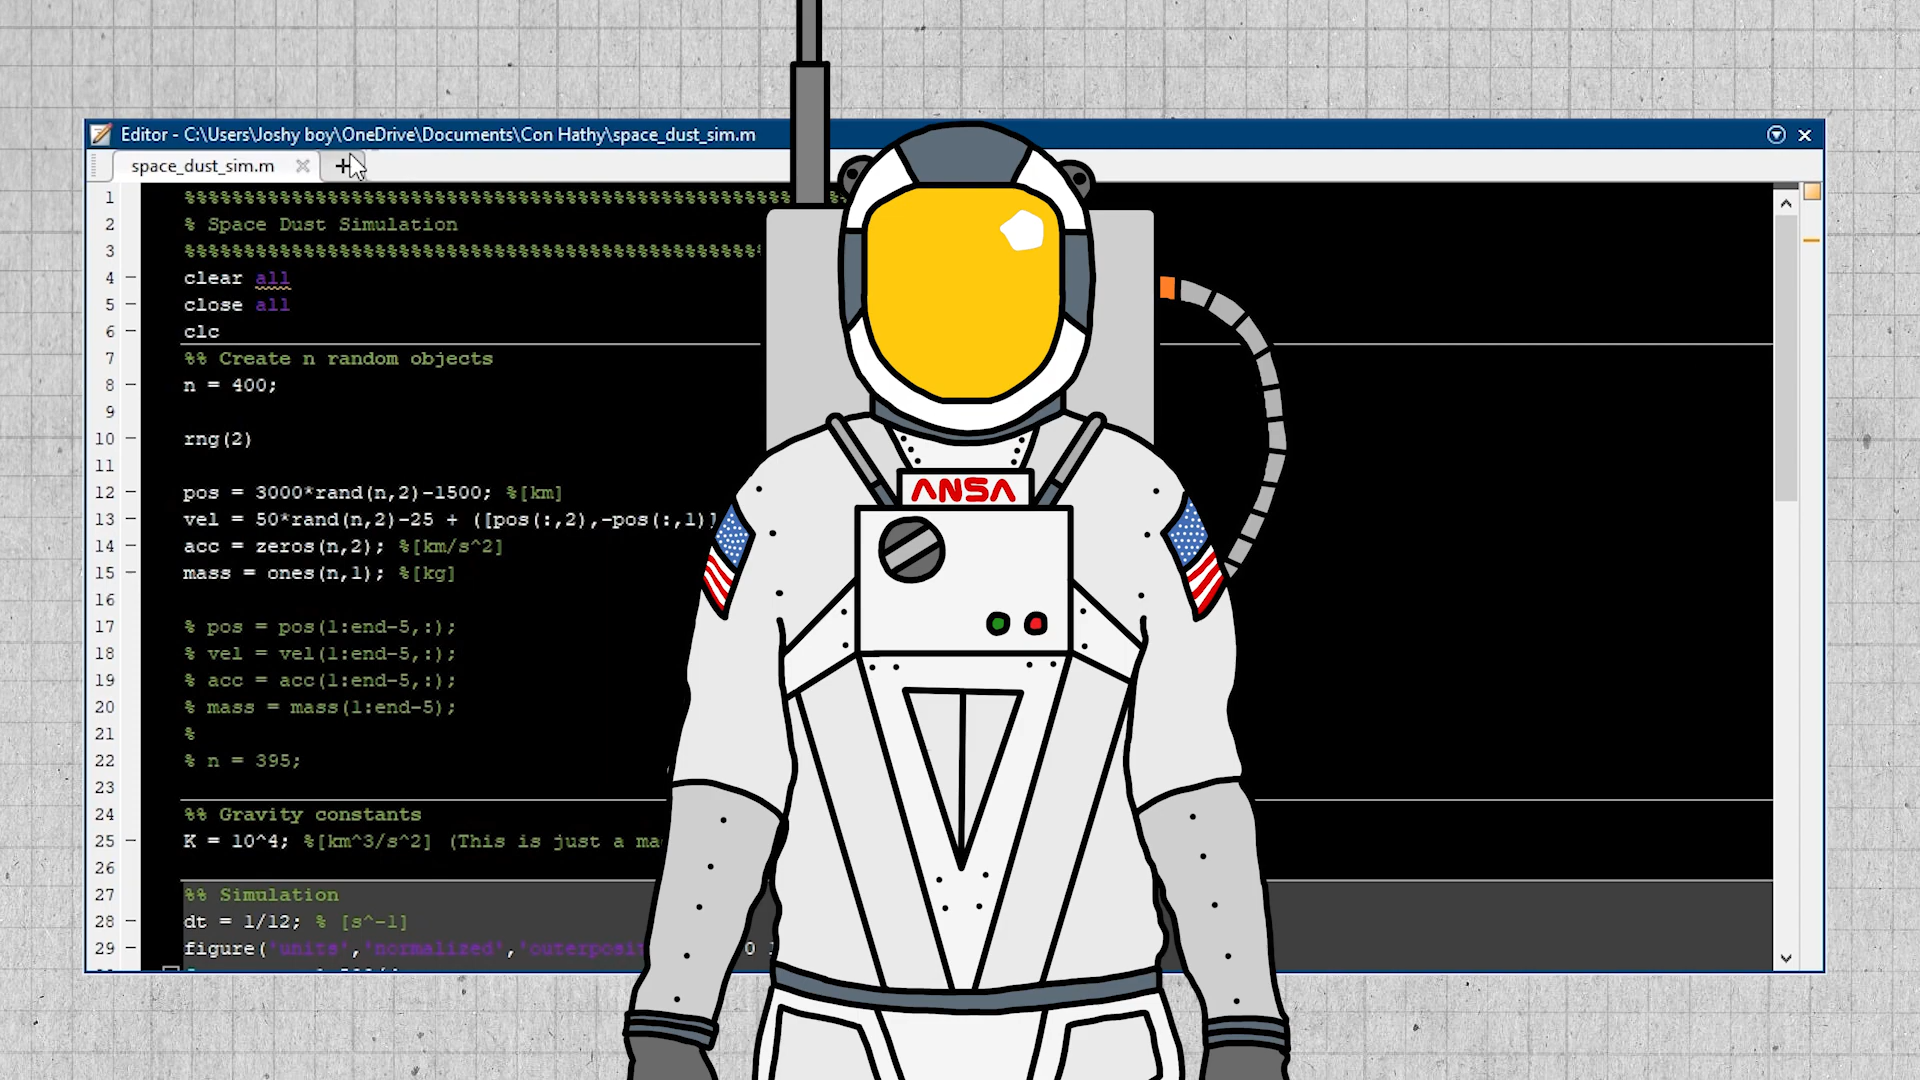 Editor - C:\Users\Joshy boy\OneDrive\Documents\Con Hathy\space_dust_sim.m
space_dust_sim.m
1 %%%%%%%%%%%%%%%%%%%%%%%%%%%%%%%%%%%%%%%%%%%%%%%%%%%
2 % Space Dust Simulation
3 %%%%%%%%%%%%%%%%%%%%%%%%%%%%%%%%%%%%%%%%%%%%%%%%%
4 clear all
5 close all
6 clc
7 %% Create n random objects
8 n = 400;
9
10 rng(2)
11
12 pos = 3000*rand(n,2)-1500; %[km]
13 vel = 50*rand(n,2)-25 + ([pos(:,2),-pos(:,1)]
14 acc = zeros(n,2); %[km/s^2]
15 mass = ones(n,1); %[kg]
16
17 % pos = pos(1:end-5,:);
18 % vel = vel(1:end-5,:);
19 % acc = acc(1:end-5,:);
20 % mass = mass(1:end-5);
21 %
22 % n = 395;
23
24 %% Gravity constants
25 K = 10^4; %[km^3/s^2] (This is just a
26
27 %% Simulation
28 dt = 1/12; % [s^-1]
29 figure('units','normalized','outerposit 0
ANSA